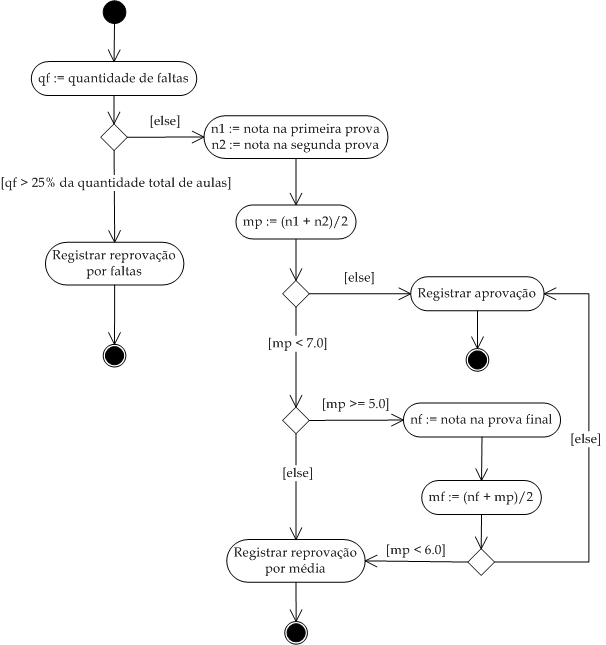 qf := quantidade de faltas
[else]
n1 := nota na primeira prova
n2 := nota na segunda prova
[qf > 25% da quantidade total de aulas]
mp := (n1 + n2)/2
Registrar reprovação
por faltas
[else]
Registrar aprovação
[mp < 7.0]
[mp >= 5.0]
nf := nota na prova final
[else]
[else]
mf := (nf + mp)/2
[mp < 6.0]
Registrar reprovação
por média